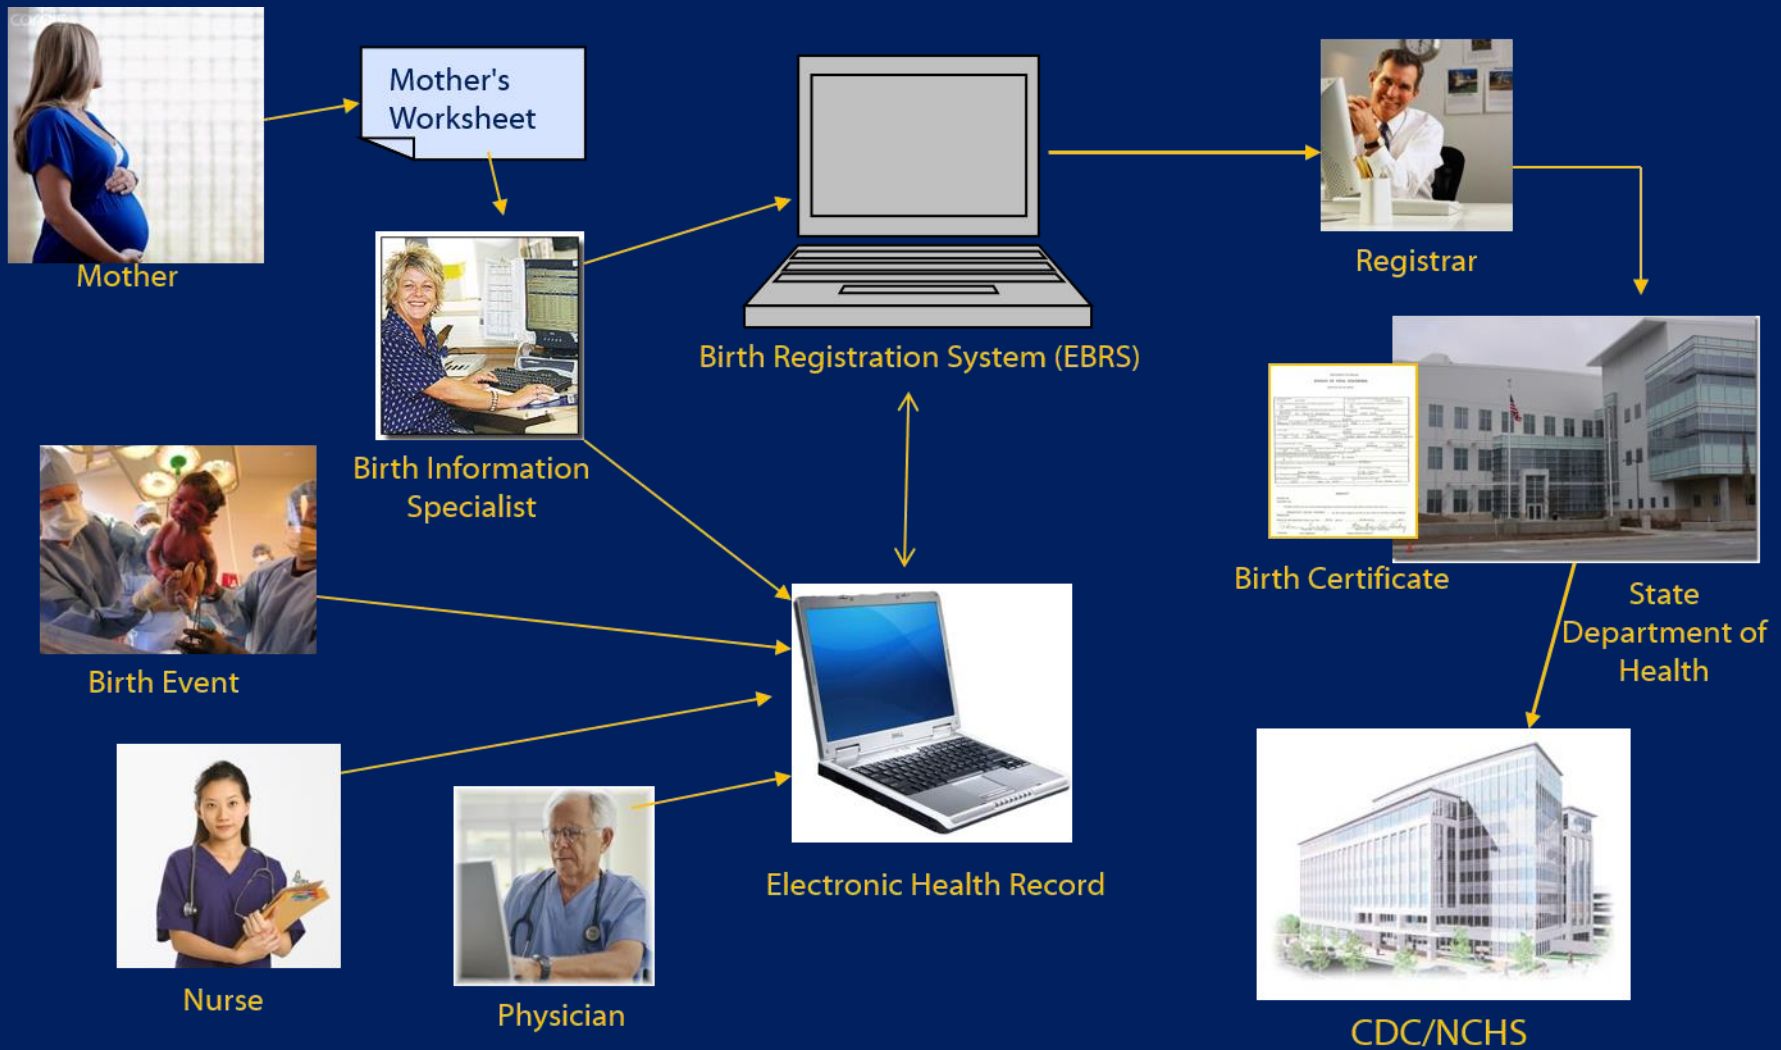 Mother's
Worksheet
Mother
Registrar
Birth Registration System (EBRS)
Birth Information
Specialist
Birth Certificate
State
Department of
Health
Birth Event
Electronic Health Record
Nurse
Physician
CDC/NCHS
DELL